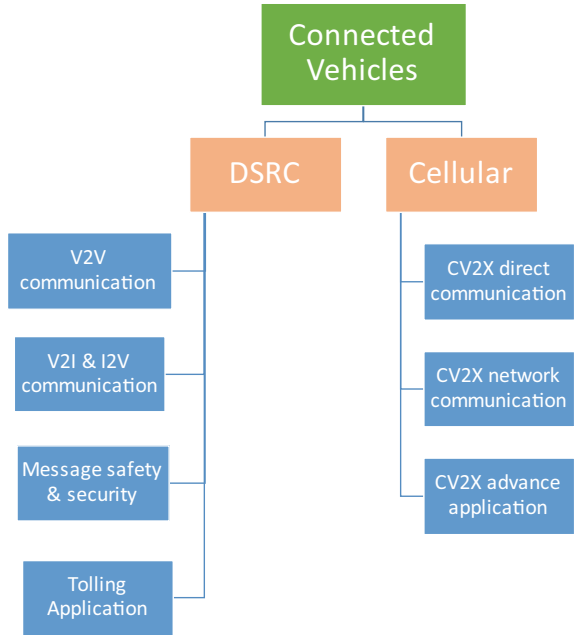 Connected
Vehicles
DSRC
Cellular
V2V
communication
V2I & I2V
communication
Message safety
& security
Tolling
Application
CV2X direct
communication
CV2X network
communication
CV2X advance
application